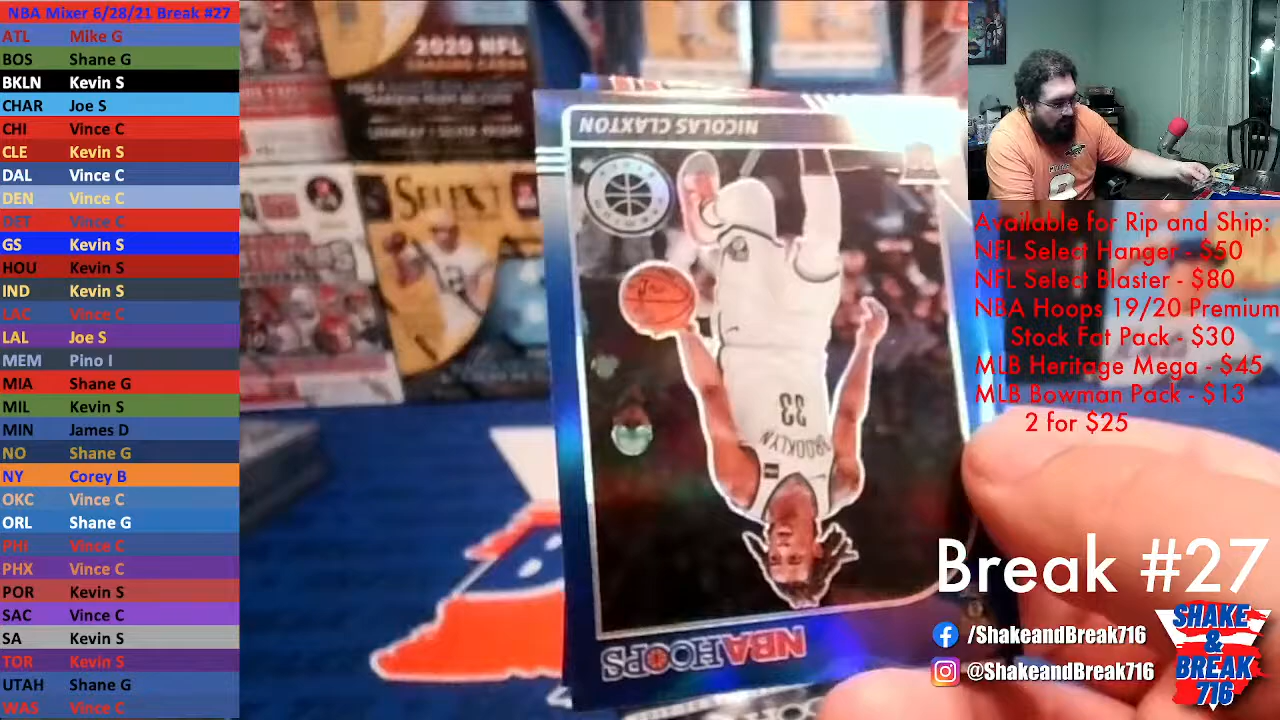 NBA Mixer 6/28/21 Break #27
ATL Mike G
BOS Shane G
BKLN Kevin S
CHAR Joe S
CHI Vince C
CLE Kevin S
DAL Vince C
DEN Vince C
DET Vince C
GS Kevin S
HOU Kevin S
IND Kevin S
LAC Vince C
LAL Joe S
MEM Pino I
MIA Shane G
MIL Kevin S
MIN James D
NO Shane G
NY Corey B
OKC Vince C
ORL Shane G
PHI Vince C
PHX Vince C
POR Kevin S
SAC Vince C
SA Kevin S
TOR Kevin S
UTAH Shane G
WAS Vince C
2020 NFL
SELECT
NICOLAS CLAXTON
BROOKLYN
33
NBA HOOPS
Available for Rip and Ship:
NFL Select Hanger - $50
NFL Select Blaster - $80
NBA Hoops 19/20 Premium
Stock Fat Pack - $30
MLB Heritage Mega - $45
MLB Bowman Pack - $13
2 for $25
Break #27
/ShakeandBreak716
@ShakeandBreak716
SHAKE
&
BREAK
716